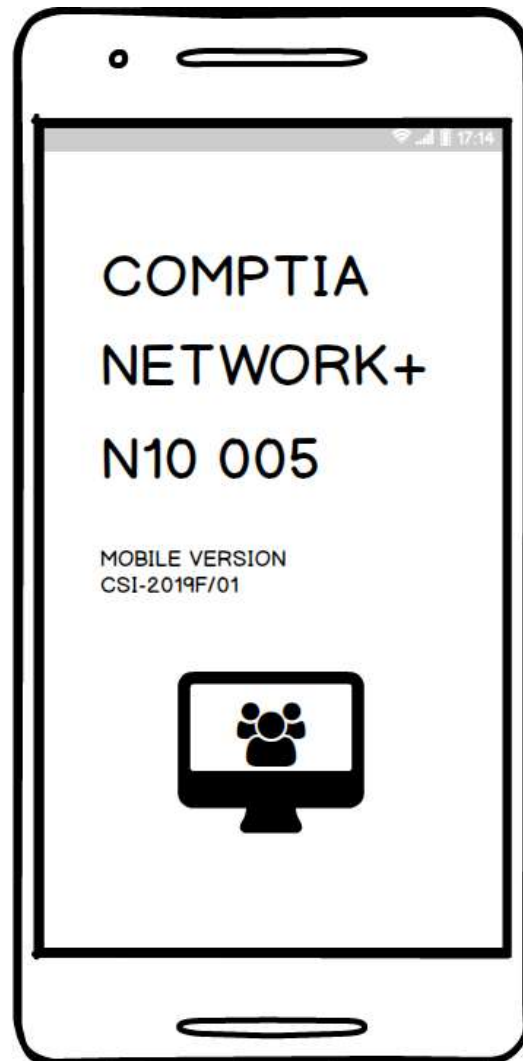 17:14
COMPTIA
NETWORK+
N10 005
MOBILE VERSION
CSI-2019F/01